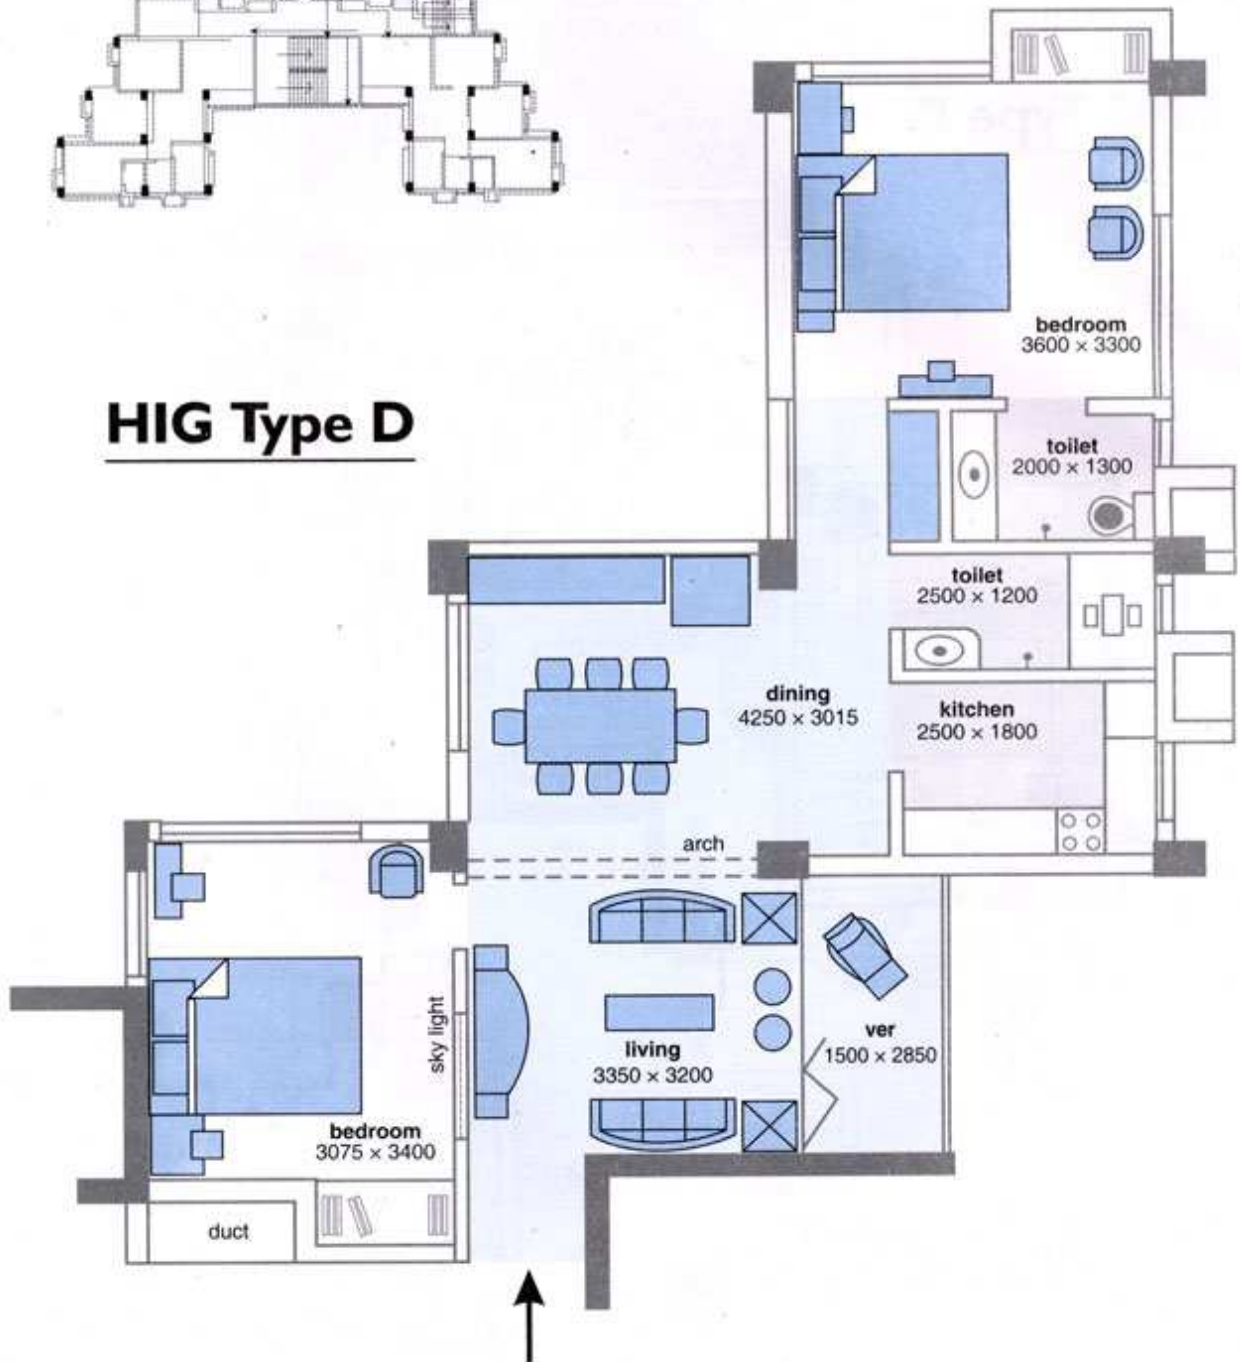 HIG Type D
bedroom
3600 × 3300
toilet
2000 × 1300
toilet
2500 × 1200
dining
4250 × 3015
kitchen
2500 × 1800
arch
sky light
living
3350 × 3200
ver
1500 × 2850
bedroom
3075 × 3400
duct